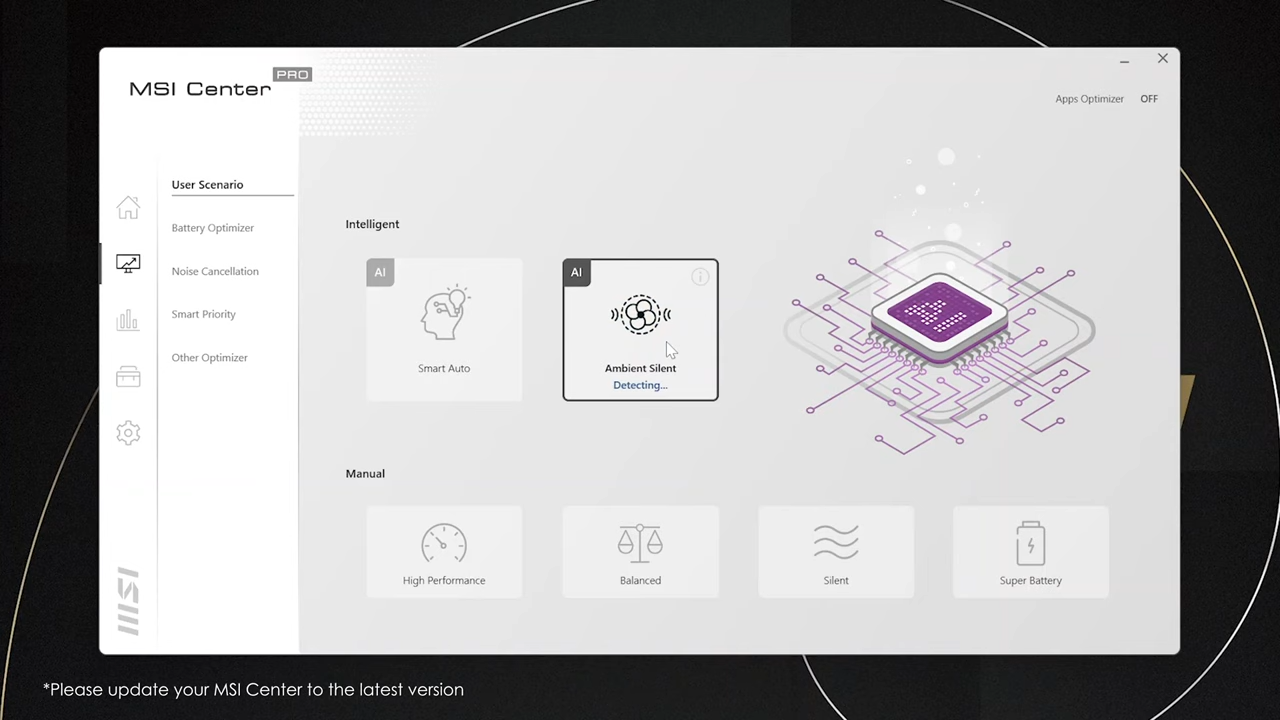 MSI Center PRO
Apps Optimizer OFF
User Scenario
Battery Optimizer
Noise Cancellation
Smart Priority
Other Optimizer
Intelligent
AI
Smart Auto
AI
Ambient Silent
Detecting...
Manual
High Performance
Balanced
Silent
Super Battery
MSI
*Please update your MSI Center to the latest version